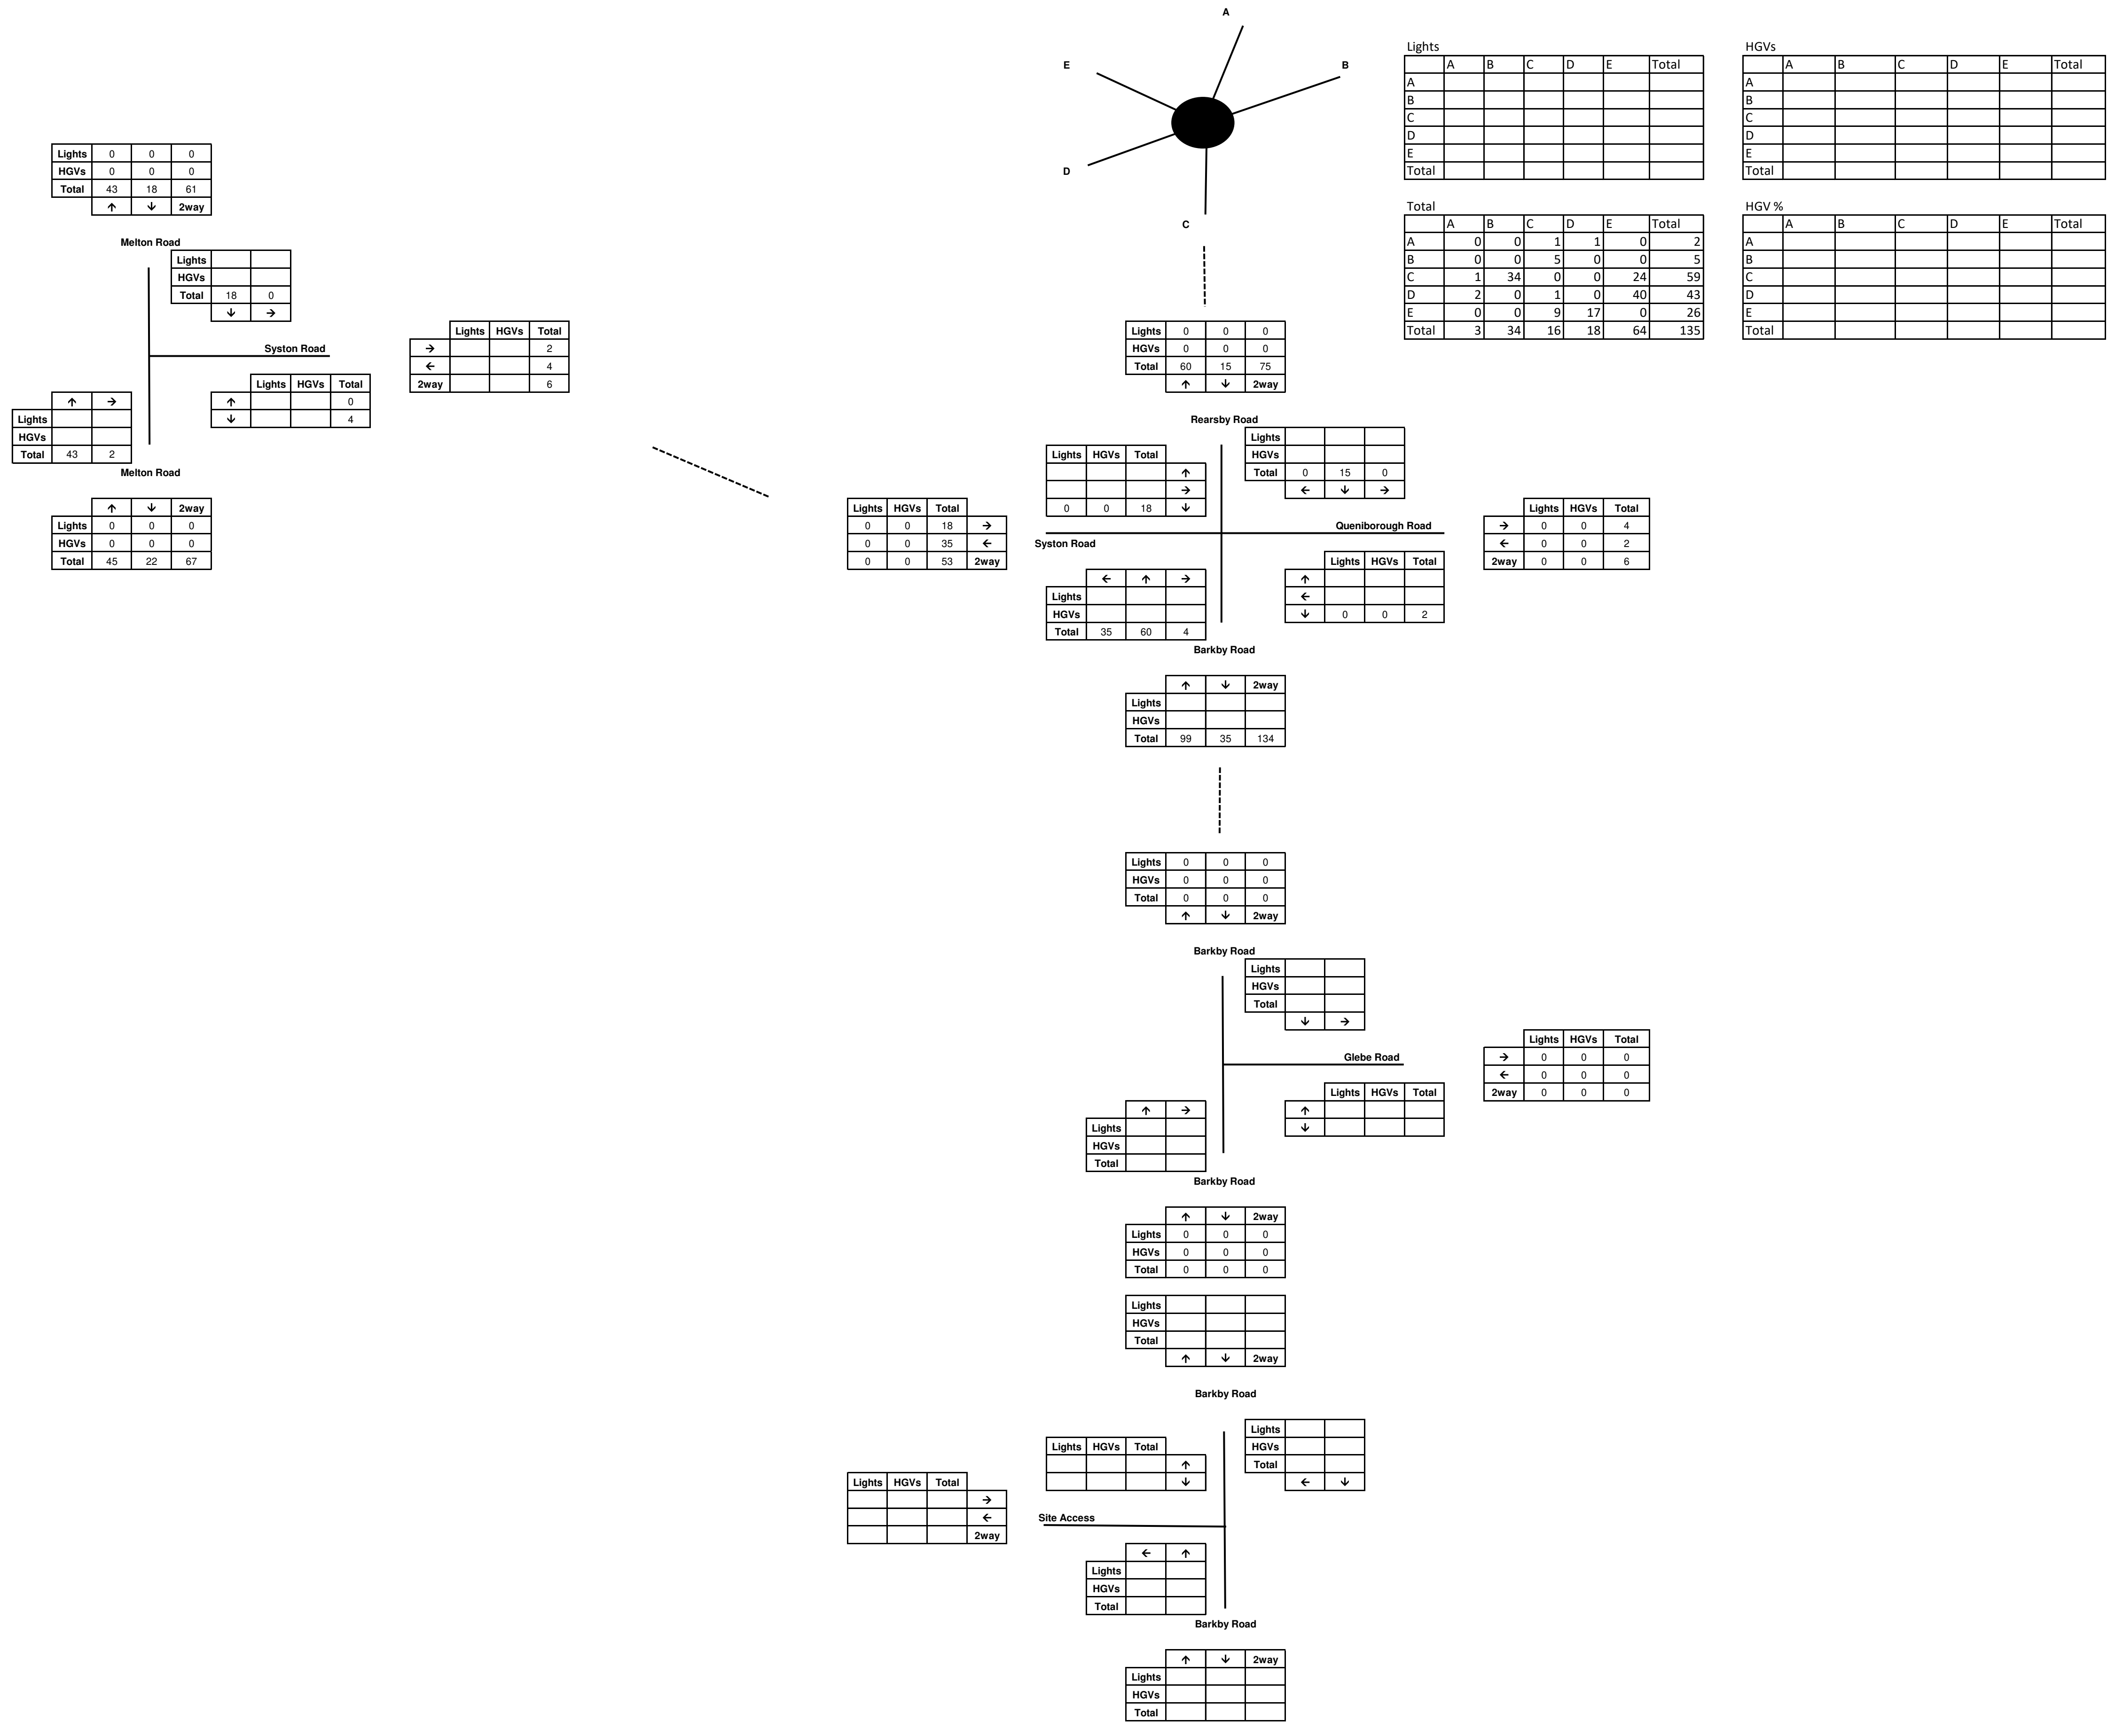 A
E
B
D
C
Lights
A B C D E Total
A
B
C
D
E
Total
HGVs
A B C D E Total
A
B
C
D
E
Total
Total
A B C D E Total
A 0 0 1 1 0 2
B 0 0 5 0 0 5
C 1 34 0 0 24 59
D 2 0 1 0 40 43
E 0 0 9 17 0 26
Total 3 34 16 18 64 135
HGV %
A B C D E Total
A
B
C
D
E
Total
Lights 0 0 0
HGVs 0 0 0
Total 43 18 61
↑ ↓ 2way
Melton Road
Lights
HGVs
Total 18 0
↓ →
Syston Road
Lights HGVs Total
→ 2
← 4
2way 6
Lights HGVs Total
↑ 0
↓ 4
↑ →
Lights
HGVs
Total 43 2
Melton Road
↑ ↓ 2way
Lights 0 0 0
HGVs 0 0 0
Total 45 22 67
Lights 0 0 0
HGVs 0 0 0
Total 60 15 75
↑ ↓ 2way
Rearsby Road
Lights HGVs Total
↑
→
0 0 18 ↓
Lights
HGVs
Total 0 15 0
← ↓ →
Lights HGVs Total
0 0 18 →
0 0 35 ←
0 0 53 2way
Syston Road
Queniborough Road
Lights HGVs Total
→ 0 0 4
← 0 0 2
2way 0 0 6
← ↑ →
Lights
HGVs
Total 35 60 4
Lights HGVs Total
↑
←
↓ 0 0 2
Barkby Road
↑ ↓ 2way
Lights
HGVs
Total 99 35 134
Lights 0 0 0
HGVs 0 0 0
Total 0 0 0
↑ ↓ 2way
Barkby Road
Lights
HGVs
Total
↓ →
Glebe Road
Lights HGVs Total
→ 0 0 0
← 0 0 0
2way 0 0 0
Lights HGVs Total
↑
↓
↑ →
Lights
HGVs
Total
Barkby Road
↑ ↓ 2way
Lights 0 0 0
HGVs 0 0 0
Total 0 0 0
Lights
HGVs
Total
↑ ↓ 2way
Barkby Road
Lights HGVs Total
↑
↓
Lights
HGVs
Total
← ↓
Lights HGVs Total
→
←
2way
Site Access
← ↑
Lights
HGVs
Total
Barkby Road
↑ ↓ 2way
Lights
HGVs
Total